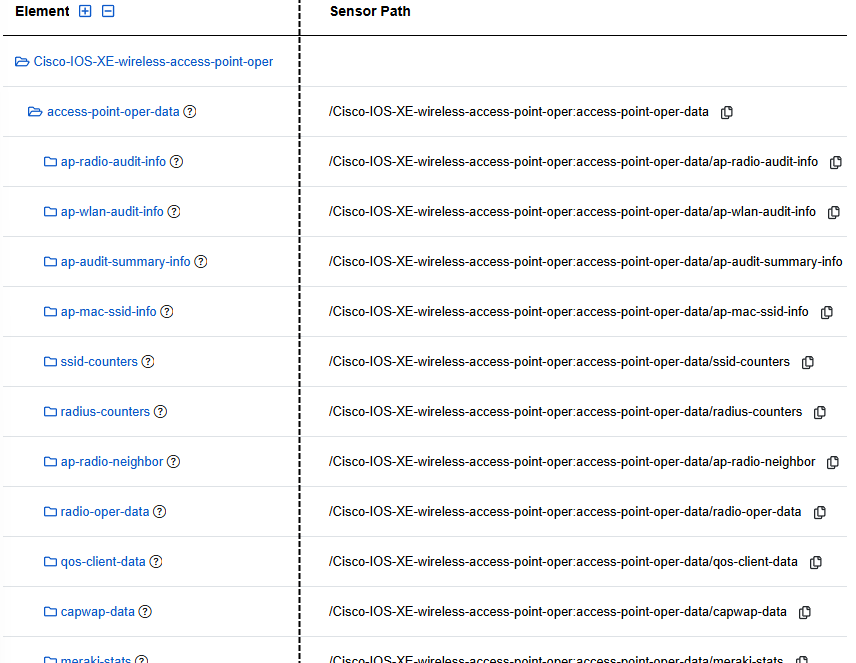 Element Sensor Path
Cisco-IOS-XE-wireless-access-point-oper
access-point-oper-data ? /Cisco-IOS-XE-wireless-access-point-oper:access-point-oper-data
ap-radio-audit-info ? /Cisco-IOS-XE-wireless-access-point-oper:access-point-oper-data/ap-radio-audit-info
ap-wlan-audit-info ? /Cisco-IOS-XE-wireless-access-point-oper:access-point-oper-data/ap-wlan-audit-info
ap-audit-summary-info ? /Cisco-IOS-XE-wireless-access-point-oper:access-point-oper-data/ap-audit-summary-info
ap-mac-ssid-info ? /Cisco-IOS-XE-wireless-access-point-oper:access-point-oper-data/ap-mac-ssid-info
ssid-counters ? /Cisco-IOS-XE-wireless-access-point-oper:access-point-oper-data/ssid-counters
radius-counters ? /Cisco-IOS-XE-wireless-access-point-oper:access-point-oper-data/radius-counters
ap-radio-neighbor ? /Cisco-IOS-XE-wireless-access-point-oper:access-point-oper-data/ap-radio-neighbor
radio-oper-data ? /Cisco-IOS-XE-wireless-access-point-oper:access-point-oper-data/radio-oper-data
qos-client-data ? /Cisco-IOS-XE-wireless-access-point-oper:access-point-oper-data/qos-client-data
capwap-data ? /Cisco-IOS-XE-wireless-access-point-oper:access-point-oper-data/capwap-data
meraki-stats ? /Cisco-IOS-XE-wireless-access-point-oper:access-point-oper-data/meraki-stats